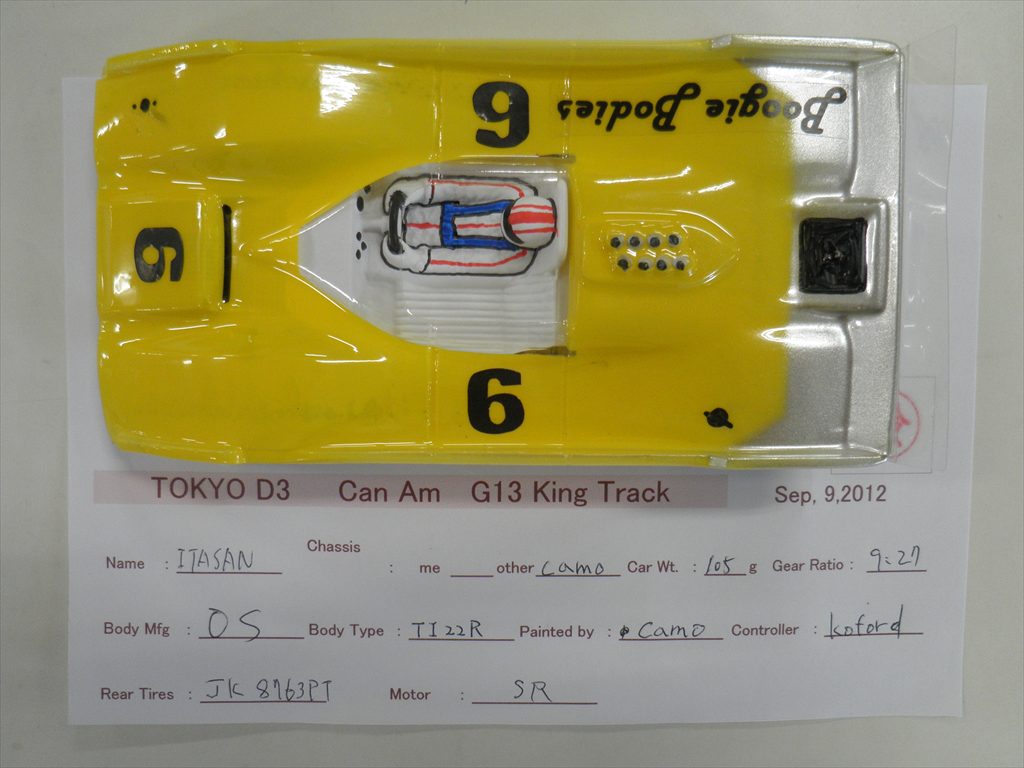 6
Boogie Bodies
6
6
TOKYO D3 Can Am G13 King Track Sep, 9,2012
Name : ITASAN Chassis : me ____ other camo Car Wt. : 105 g Gear Ratio : 9:27
Body Mfg : OS Body Type : TI22R Painted by : camo Controller : koford
Rear Tires : JK 8763PT Motor : SR